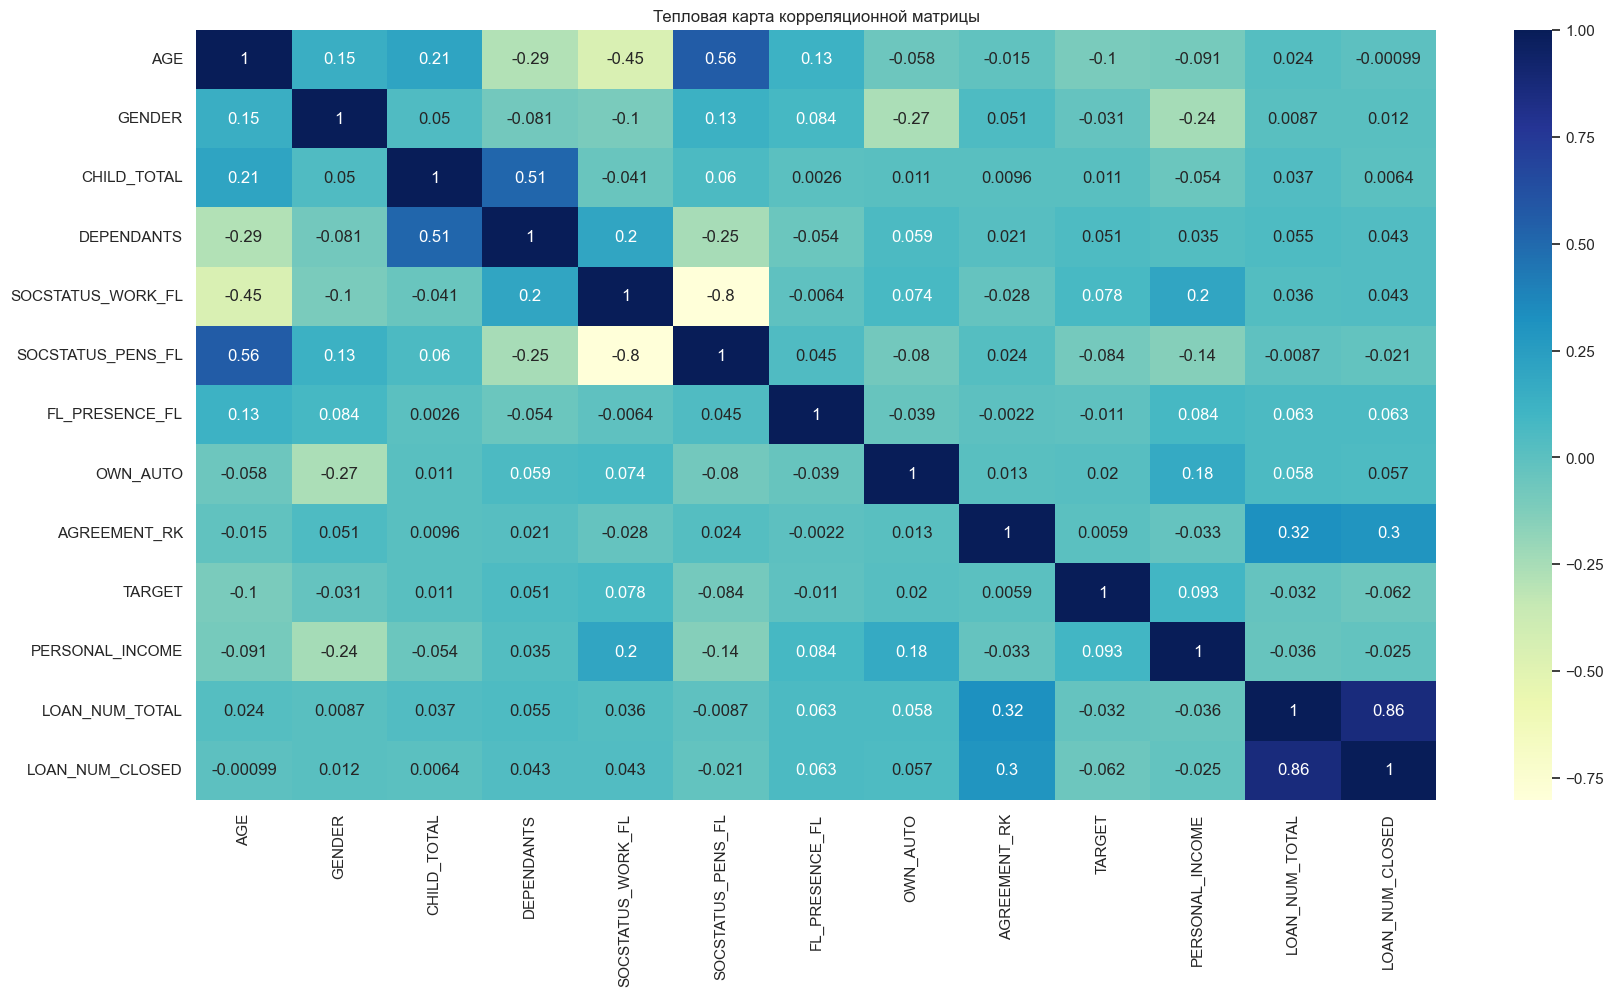 Тепловая карта корреляционной матрицы
AGE 1 0.15 0.21 -0.29 -0.45 0.56 0.13 -0.058 -0.015 -0.1 -0.091 0.024 -0.00099
GENDER 0.15 1 0.05 -0.081 -0.1 0.13 0.084 -0.27 0.051 -0.031 -0.24 0.0087 0.012
CHILD_TOTAL 0.21 0.05 1 0.51 -0.041 0.06 0.0026 0.011 0.0096 0.011 -0.054 0.037 0.0064
DEPENDANTS -0.29 -0.081 0.51 1 0.2 -0.25 -0.054 0.059 0.021 0.051 0.035 0.055 0.043
SOCSTATUS_WORK_FL -0.45 -0.1 -0.041 0.2 1 -0.8 -0.0064 0.074 -0.028 0.078 0.2 0.036 0.043
SOCSTATUS_PENS_FL 0.56 0.13 0.06 -0.25 -0.8 1 0.045 -0.08 0.024 -0.084 -0.14 -0.0087 -0.021
FL_PRESENCE_FL 0.13 0.084 0.0026 -0.054 -0.0064 0.045 1 -0.039 -0.0022 -0.011 0.084 0.063 0.063
OWN_AUTO -0.058 -0.27 0.011 0.059 0.074 -0.08 -0.039 1 0.013 0.02 0.18 0.058 0.057
AGREEMENT_RK -0.015 0.051 0.0096 0.021 -0.028 0.024 -0.0022 0.013 1 0.0059 -0.033 0.32 0.3
TARGET -0.1 -0.031 0.011 0.051 0.078 -0.084 -0.011 0.02 0.0059 1 0.093 -0.032 -0.062
PERSONAL_INCOME -0.091 -0.24 -0.054 0.035 0.2 -0.14 0.084 0.18 -0.033 0.093 1 -0.036 -0.025
LOAN_NUM_TOTAL 0.024 0.0087 0.037 0.055 0.036 -0.0087 0.063 0.058 0.32 -0.032 -0.036 1 0.86
LOAN_NUM_CLOSED -0.00099 0.012 0.0064 0.043 0.043 -0.021 0.063 0.057 0.3 -0.062 -0.025 0.86 1
AGE
GENDER
CHILD_TOTAL
DEPENDANTS
SOCSTATUS_WORK_FL
SOCSTATUS_PENS_FL
FL_PRESENCE_FL
OWN_AUTO
AGREEMENT_RK
TARGET
PERSONAL_INCOME
LOAN_NUM_TOTAL
LOAN_NUM_CLOSED
1.00
0.75
0.50
0.25
0.00
−0.25
−0.50
−0.75